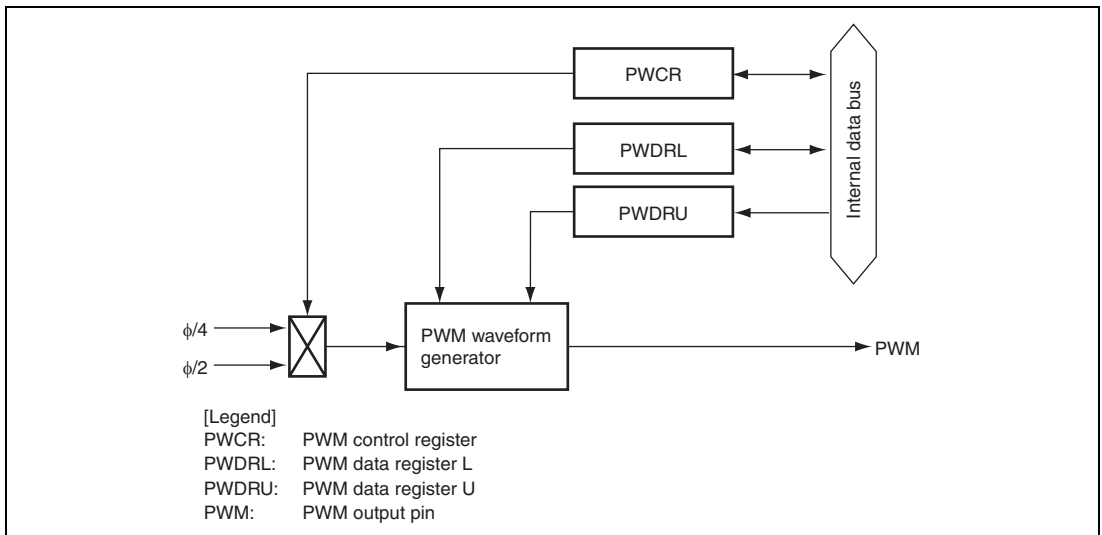 PWCR
PWDRL
PWDRU
Internal data bus
ϕ/4
ϕ/2
PWM waveform
generator
PWM
[Legend]
PWCR: PWM control register
PWDRL: PWM data register L
PWDRU: PWM data register U
PWM: PWM output pin